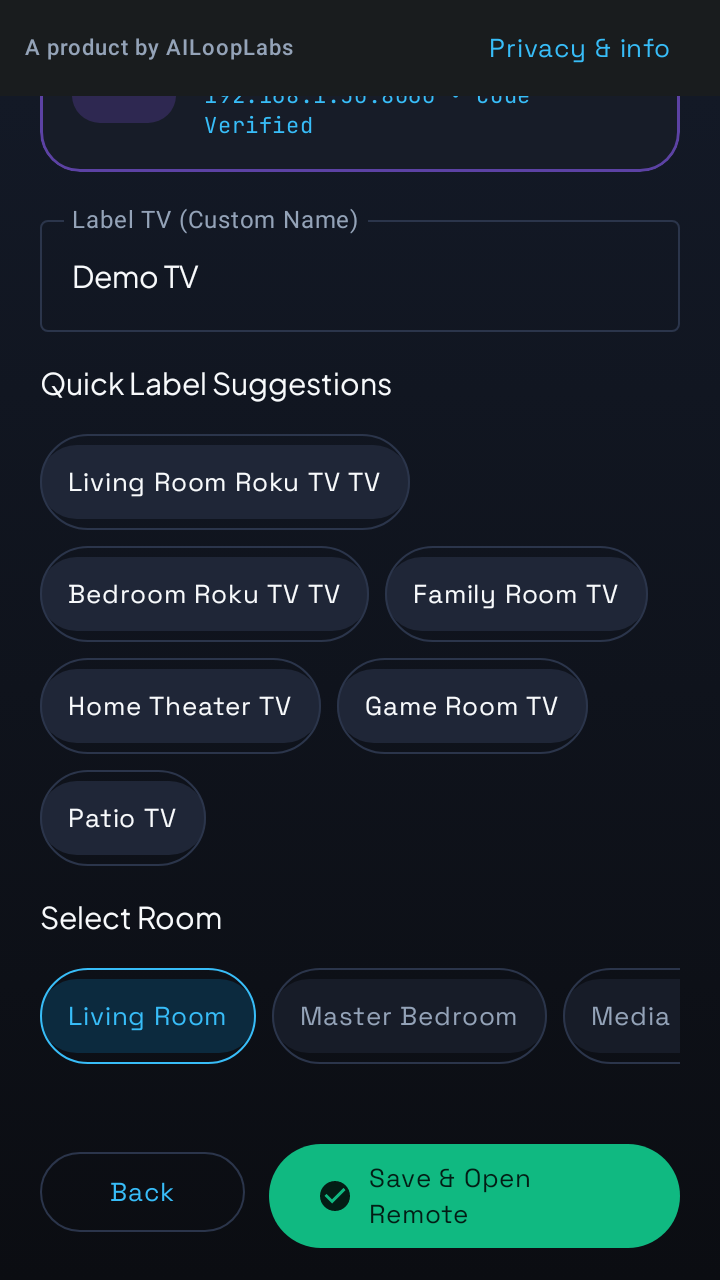 A product by AILoopLabs
Privacy & info
Verified
Label TV (Custom Name)
Demo TV
Quick Label Suggestions
Living Room Roku TV TV
Bedroom Roku TV TV
Family Room TV
Home Theater TV
Game Room TV
Patio TV
Select Room
Living Room
Master Bedroom
Media
Back
Save & Open
Remote